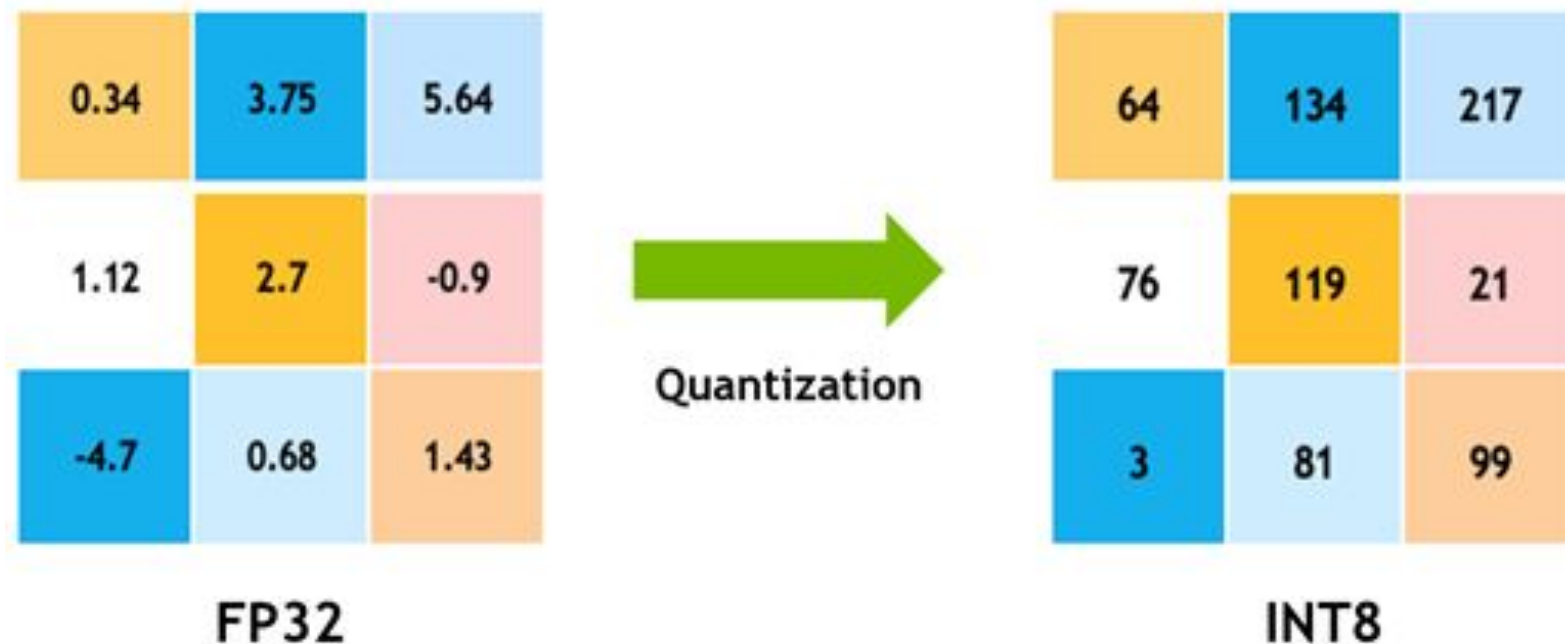 0.34 3.75 5.64 64 134 217
1.12 2.7 -0.9 76 119 21
Quantization
-4.7 0.68 1.43 3 81 99
FP32 INT8